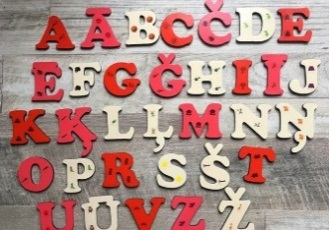 A Ā B C Č D E
Ē F G Ģ H I Ī J
K Ķ L Ļ M N Ņ
O P R S Š T
U Ū V Z Ž